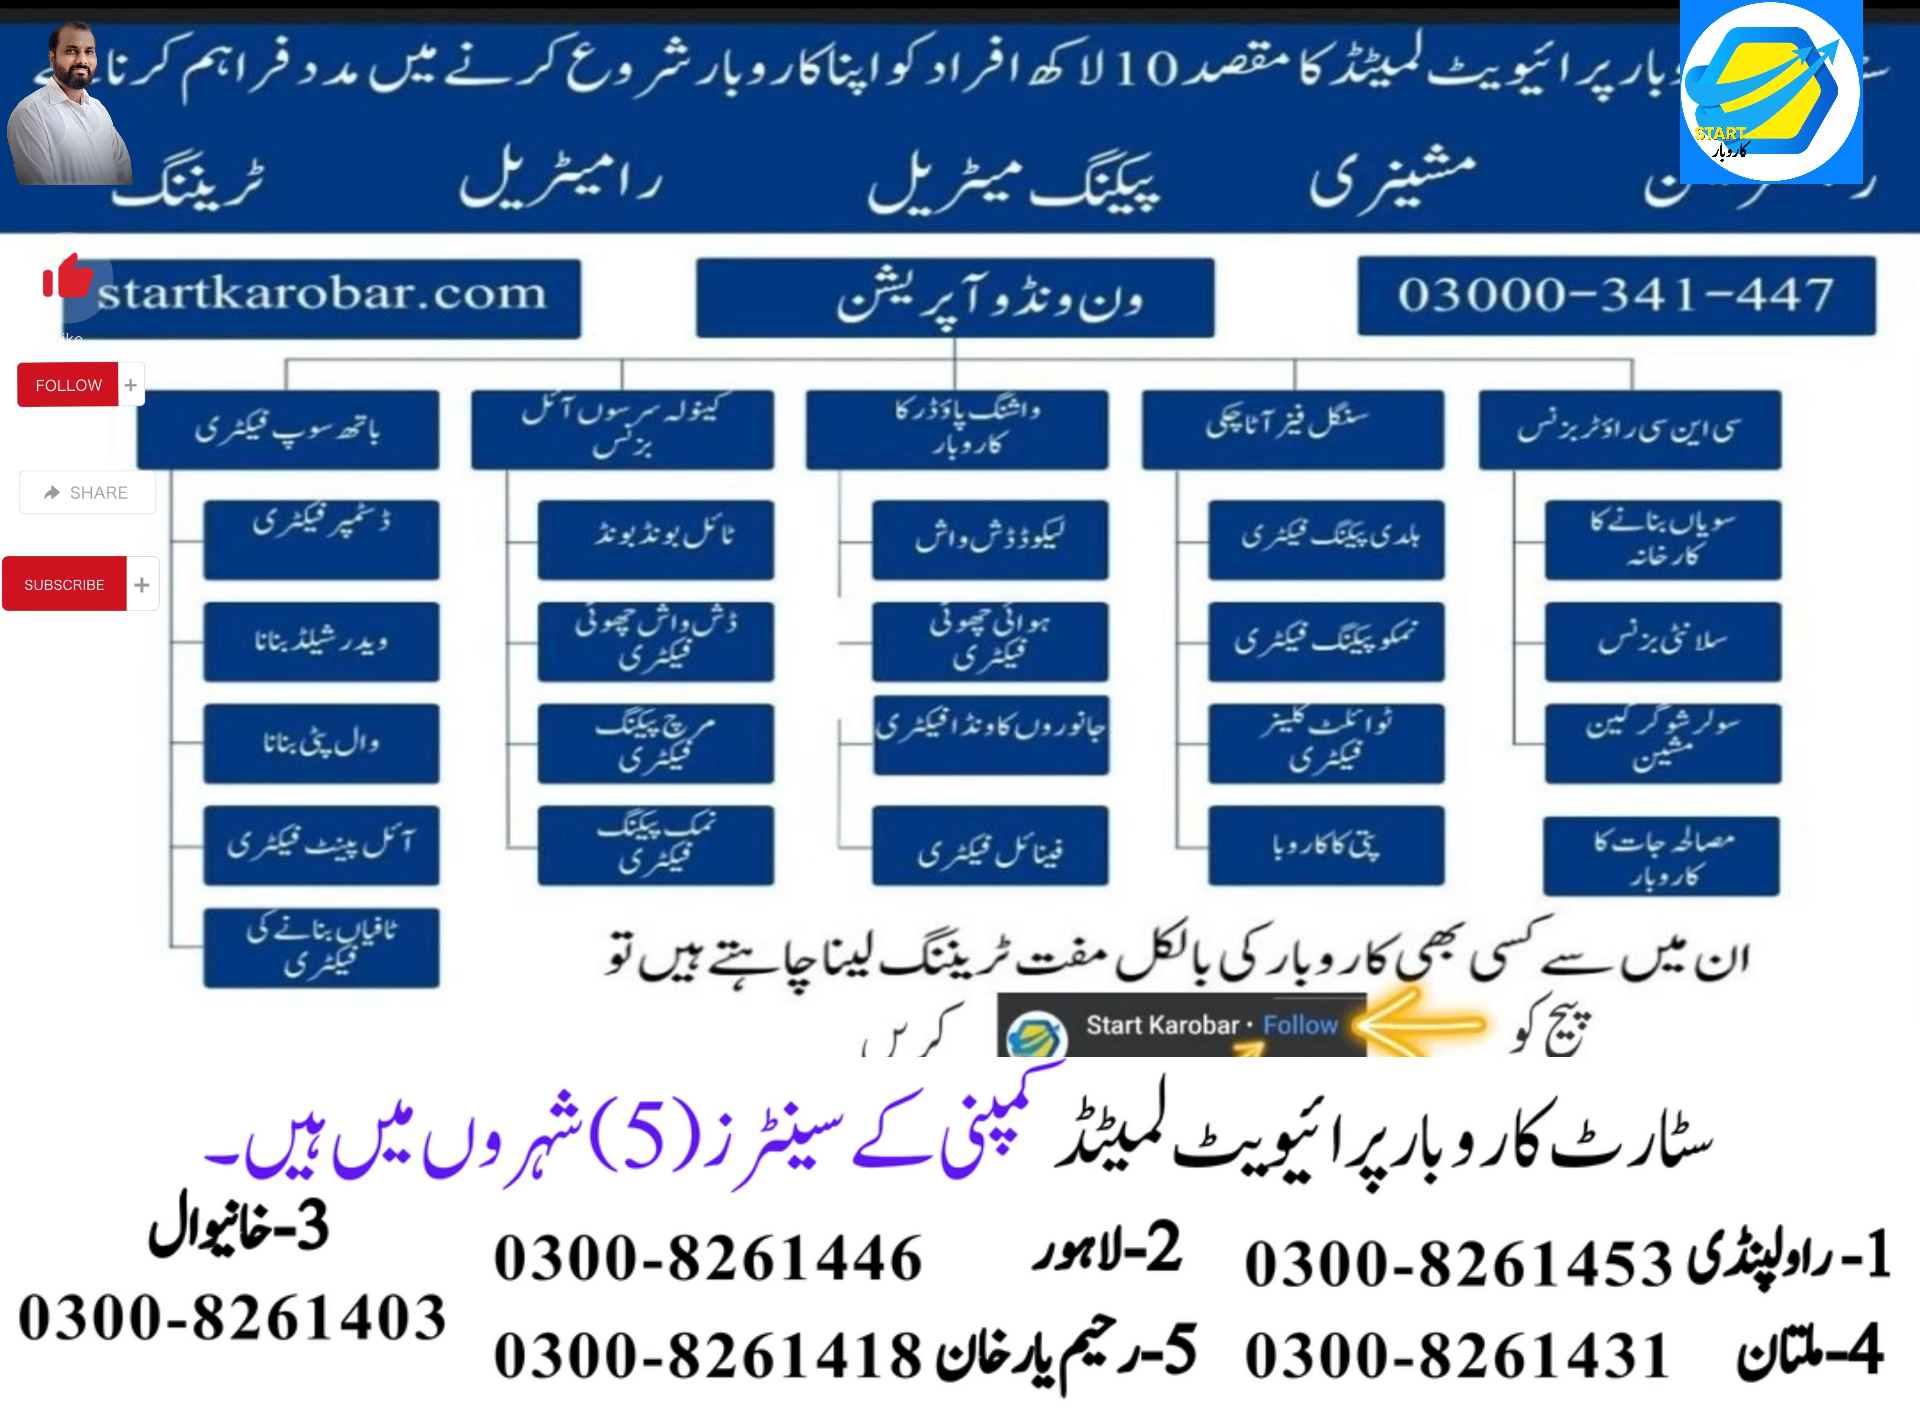 وبار پرائیویٹ لمیٹڈ کا مقصد 10 لاکھ افراد کو اپنا کاروبار شروع کرنے میں مدد فراہم کرنا
START
کاروبار
مشینری
پیکنگ میٹریل
رامیٹریل
ٹریننگ
03000-341-447
ون ونڈو آپریشن
startkarobar.com
FOLLOW +
SHARE
SUBSCRIBE +
سی این سی راؤٹر بزنس
سویاں بنانے کا
کارخانہ
سلانٹی بزنس
سولر شوگر کین
مشین
مصالحہ جات کا
کاروبار
سنگل فیز آٹا چکی
ہلدی پیکنگ فیکٹری
نمکو پیکنگ فیکٹری
ٹوائلٹ کلینر
فیکٹری
پتی کا کاروبا
واشنگ پاؤڈر کا
کاروبار
لیکوڈ ڈش واش
ہوائی چھوٹی
فیکٹری
جانوروں کا ونڈا فیکٹری
فینائل فیکٹری
کینولہ سرسوں آئل
بزنس
ٹائل بونڈ بونڈ
ڈش واش چھوٹی
فیکٹری
مرچ پیکنگ
فیکٹری
نمک پیکنگ
فیکٹری
باتھ سوپ فیکٹری
ڈسٹمپر فیکٹری
ویدر شیلڈ بنانا
وال پٹی بنانا
آئل پینٹ فیکٹری
ٹافیاں بنانے کی
فیکٹری
ان میں سے کسی بھی کاروبار کی بالکل مفت ٹریننگ لینا چاہتے ہیں تو
پیج کو
Start Karobar · Follow
کریں
سٹارٹ کاروبار پرائیویٹ لمیٹڈ کمپنی کے سینٹرز (5) شہروں میں ہیں۔
1- راولپنڈی 0300-8261453
2-لاہور 0300-8261446
3-خانیوال
0300-8261403
4-ملتان 0300-8261431
5-رحیم یار خان 0300-8261418